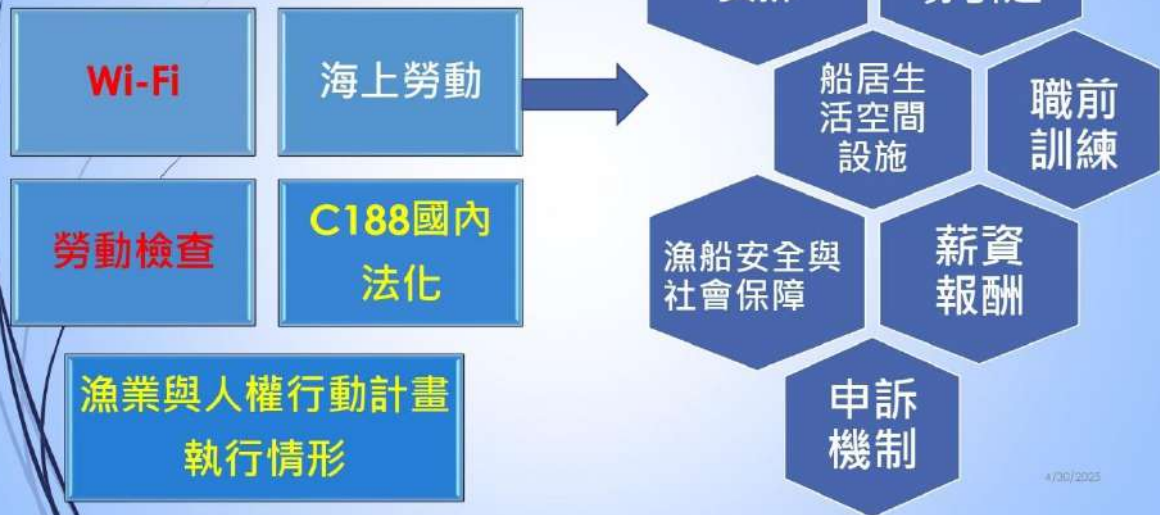 Wi-Fi
海上勞動
勞動檢查
C188國內
法化
漁業與人權行動計畫
執行情形
船居生
活空間
設施
職前
訓練
漁船安全與
社會保障
薪資
報酬
申訴
機制
4/30/2025